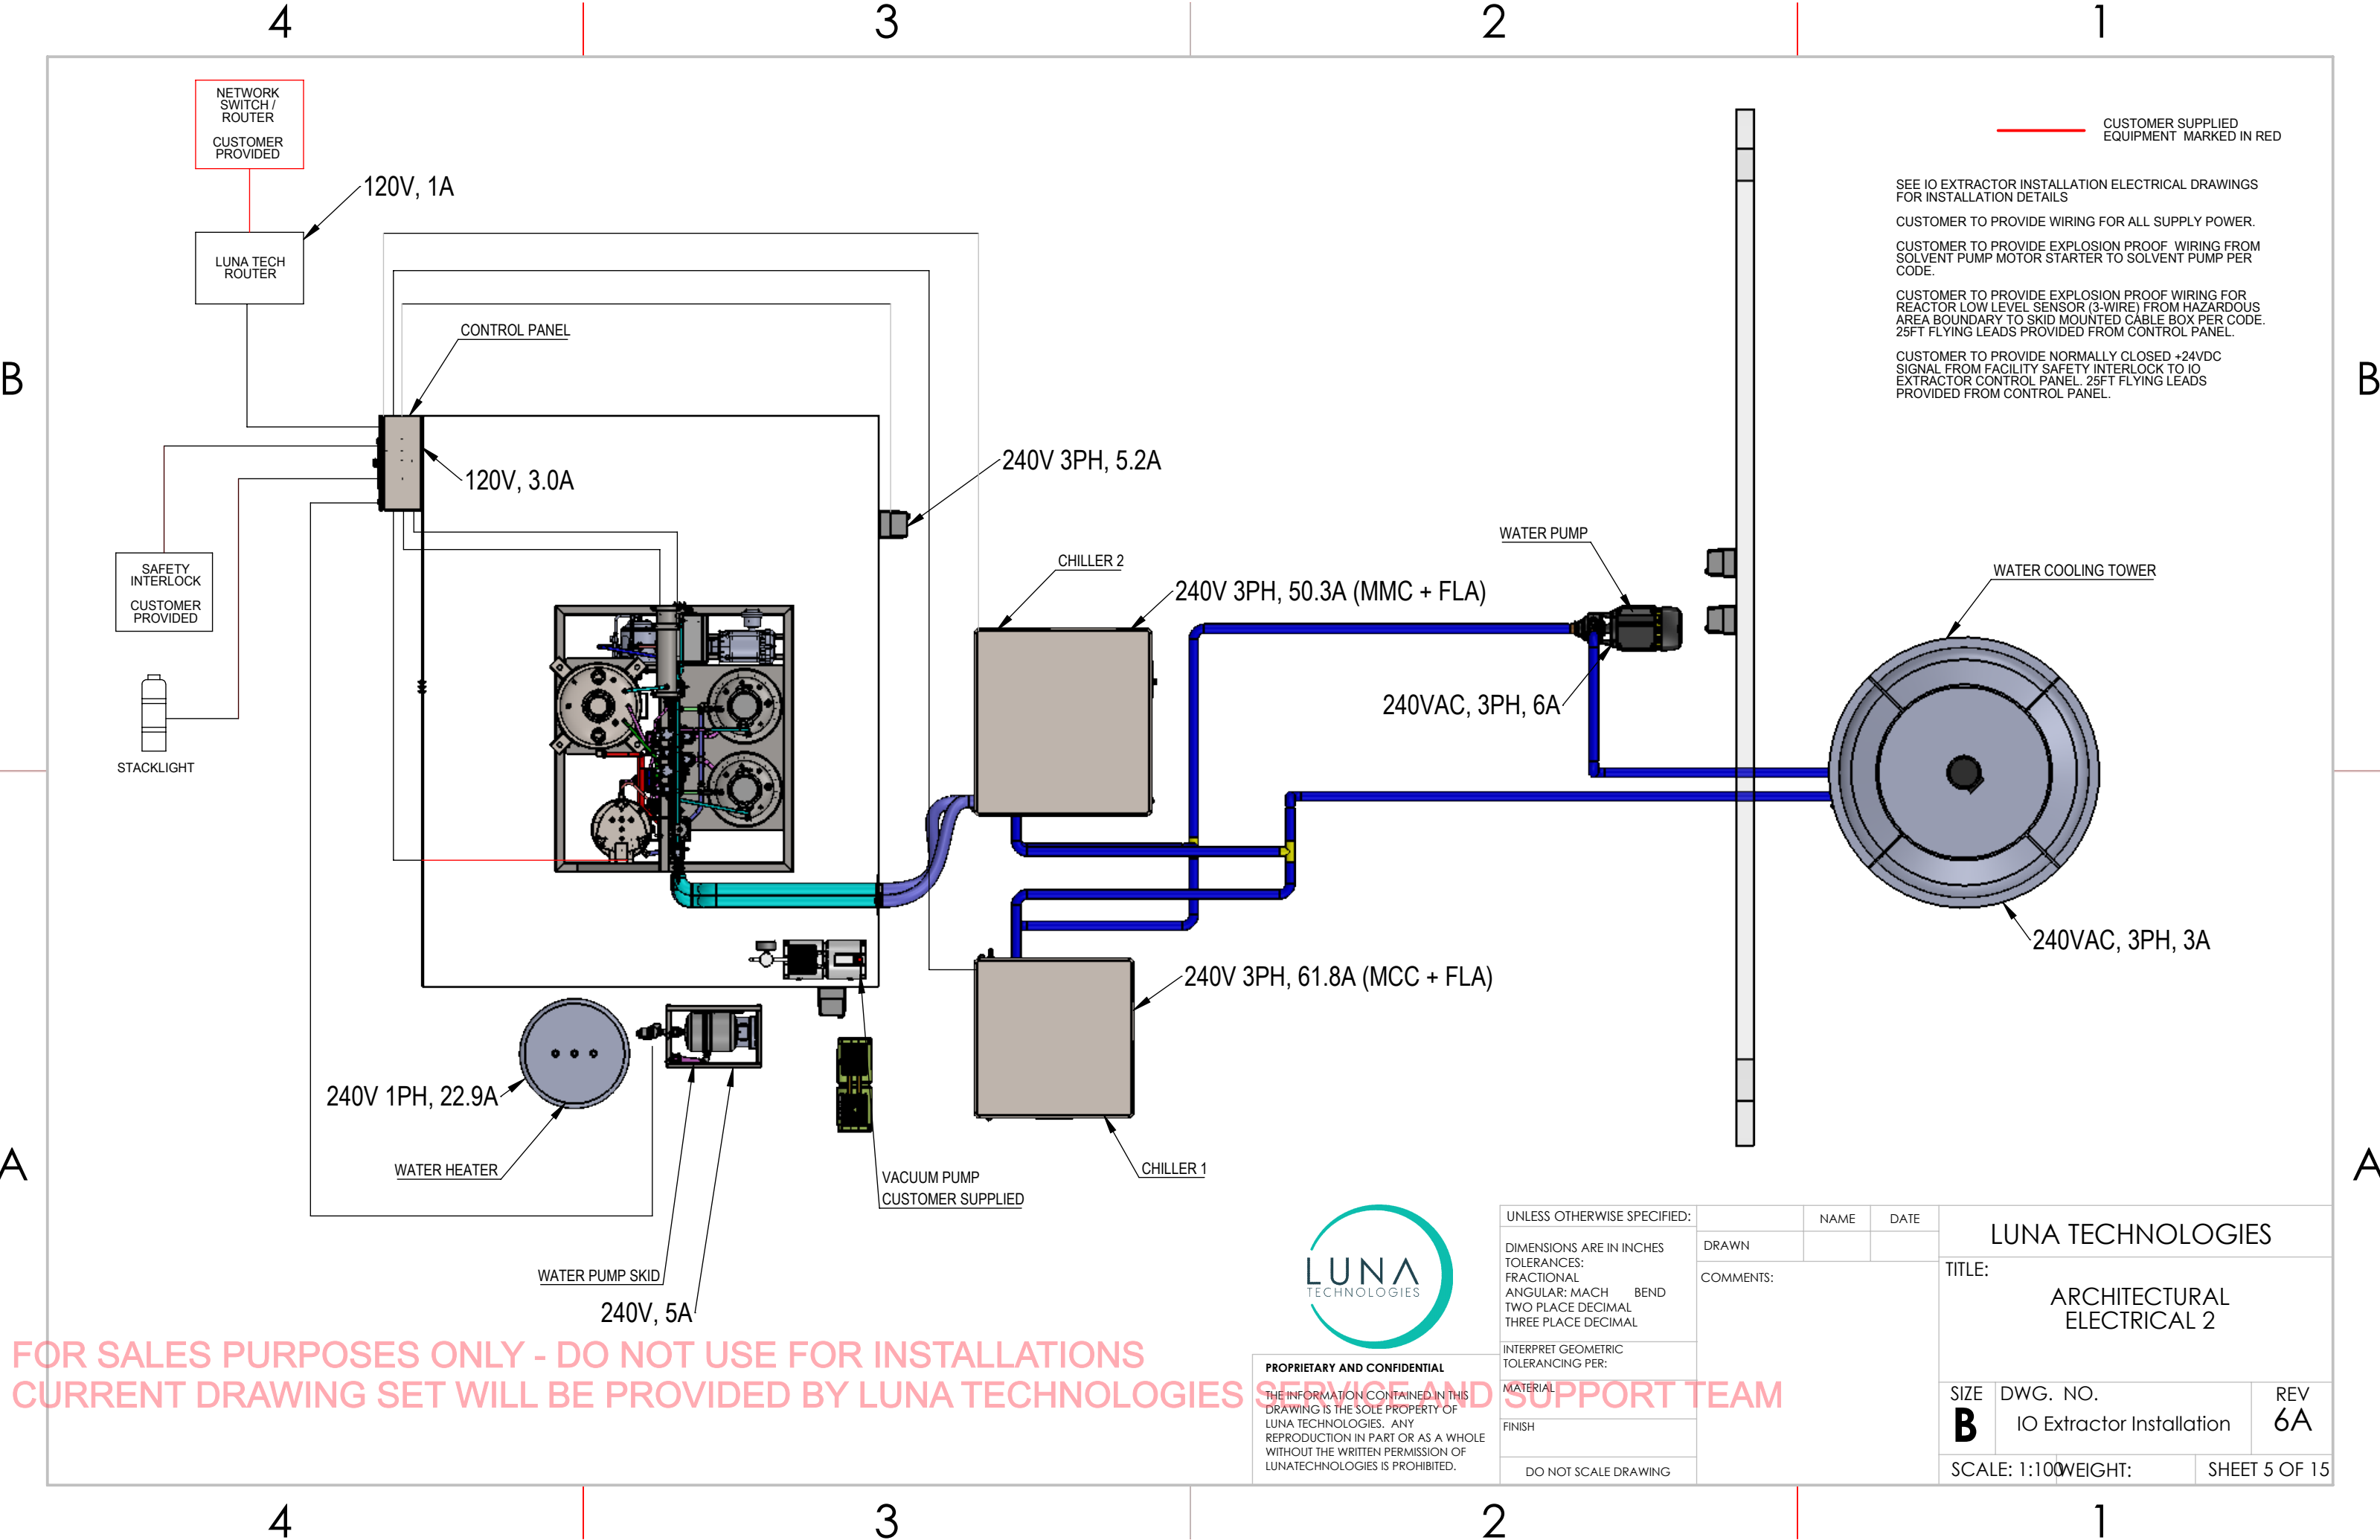 4
3
2
1
NETWORK
SWITCH /
ROUTER
CUSTOMER
PROVIDED
120V, 1A
LUNA TECH
ROUTER
CONTROL PANEL
120V, 3.0A
SAFETY
INTERLOCK
CUSTOMER
PROVIDED
STACKLIGHT
240V 3PH, 5.2A
CHILLER 2
240V 3PH, 50.3A (MMC + FLA)
WATER PUMP
240VAC, 3PH, 6A
WATER COOLING TOWER
240VAC, 3PH, 3A
240V 3PH, 61.8A (MCC + FLA)
CHILLER 1
240V 1PH, 22.9A
WATER HEATER
VACUUM PUMP
CUSTOMER SUPPLIED
WATER PUMP SKID
240V, 5A
CUSTOMER SUPPLIED
EQUIPMENT MARKED IN RED
SEE IO EXTRACTOR INSTALLATION ELECTRICAL DRAWINGS
FOR INSTALLATION DETAILS
CUSTOMER TO PROVIDE WIRING FOR ALL SUPPLY POWER.
CUSTOMER TO PROVIDE EXPLOSION PROOF WIRING FROM
SOLVENT PUMP MOTOR STARTER TO SOLVENT PUMP PER
CODE.
CUSTOMER TO PROVIDE EXPLOSION PROOF WIRING FOR
REACTOR LOW LEVEL SENSOR (3-WIRE) FROM HAZARDOUS
AREA BOUNDARY TO SKID MOUNTED CABLE BOX PER CODE.
25FT FLYING LEADS PROVIDED FROM CONTROL PANEL.
CUSTOMER TO PROVIDE NORMALLY CLOSED +24VDC
SIGNAL FROM FACILITY SAFETY INTERLOCK TO IO
EXTRACTOR CONTROL PANEL. 25FT FLYING LEADS
PROVIDED FROM CONTROL PANEL.
B
B
A
A
FOR SALES PURPOSES ONLY - DO NOT USE FOR INSTALLATIONS
CURRENT DRAWING SET WILL BE PROVIDED BY LUNA TECHNOLOGIES SERVICE AND SUPPORT TEAM
LUNA
TECHNOLOGIES
PROPRIETARY AND CONFIDENTIAL
THE INFORMATION CONTAINED IN THIS
DRAWING IS THE SOLE PROPERTY OF
LUNA TECHNOLOGIES. ANY
REPRODUCTION IN PART OR AS A WHOLE
WITHOUT THE WRITTEN PERMISSION OF
LUNATECHNOLOGIES IS PROHIBITED.
UNLESS OTHERWISE SPECIFIED:
DIMENSIONS ARE IN INCHES
TOLERANCES:
FRACTIONAL
ANGULAR: MACH BEND
TWO PLACE DECIMAL
THREE PLACE DECIMAL
INTERPRET GEOMETRIC
TOLERANCING PER:
MATERIAL
FINISH
DO NOT SCALE DRAWING
NAME DATE
DRAWN
COMMENTS:
LUNA TECHNOLOGIES
TITLE:
ARCHITECTURAL
ELECTRICAL 2
SIZE DWG. NO. REV
B IO Extractor Installation 6A
SCALE: 1:100 WEIGHT: SHEET 5 OF 15
4
3
2
1